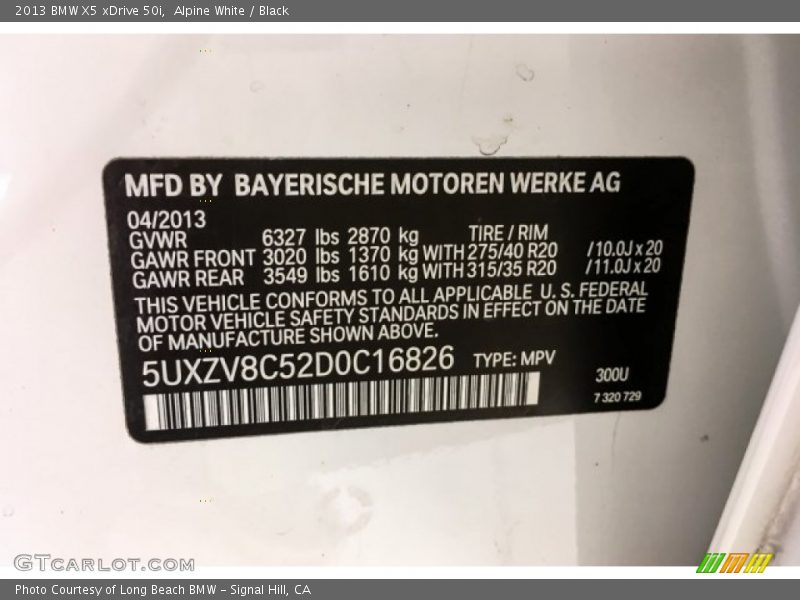 2013 BMW X5 xDrive 50i,  Alpine White / Black
MFD BY BAYERISCHE MOTOREN WERKE AG
04/2013
GVWR 6327 lbs 2870 kg TIRE / RIM
GAWR FRONT 3020 lbs 1370 kg WITH 275/40 R20 /10.0J x 20
GAWR REAR 3549 lbs 1610 kg WITH 315/35 R20 /11.0J x 20
THIS VEHICLE CONFORMS TO ALL APPLICABLE U. S. FEDERAL
MOTOR VEHICLE SAFETY STANDARDS IN EFFECT ON THE DATE
OF MANUFACTURE SHOWN ABOVE.
5UXZV8C52D0C16826 TYPE: MPV
300U
7 320 729
GTCARLOT.COM
Photo Courtesy of Long Beach BMW - Signal Hill, CA